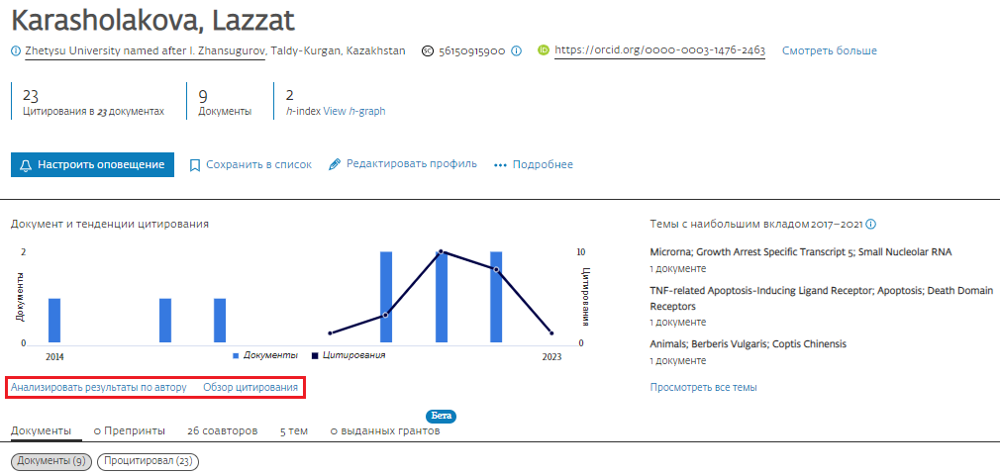 Karasholakova, Lazzat
Zhetysu University named after I. Zhansugurov, Taldy-Kurgan, Kazakhstan SC 56150915900 iD https://orcid.org/0000-0003-1476-2463 Смотреть больше
23 9 2
Цитирования в 23 документах Документы h-index View h-graph
Настроить оповещение Сохранить в список Редактировать профиль Подробнее
Документ и тенденции цитирования
2 10
Документы
Цитирования
0 0
2014 2023
Документы Цитирования
Анализировать результаты по автору Обзор цитирования
Темы с наибольшим вкладом 2017–2021
Microrna; Growth Arrest Specific Transcript 5; Small Nucleolar RNA
1 документе
TNF-related Apoptosis-Inducing Ligand Receptor; Apoptosis; Death Domain
Receptors
1 документе
Animals; Berberis Vulgaris; Coptis Chinensis
1 документе
Просмотреть все темы
Бета
Документы 0 Препринты 26 соавторов 5 тем 0 выданных грантов
Документы (9) Процитировал (23)